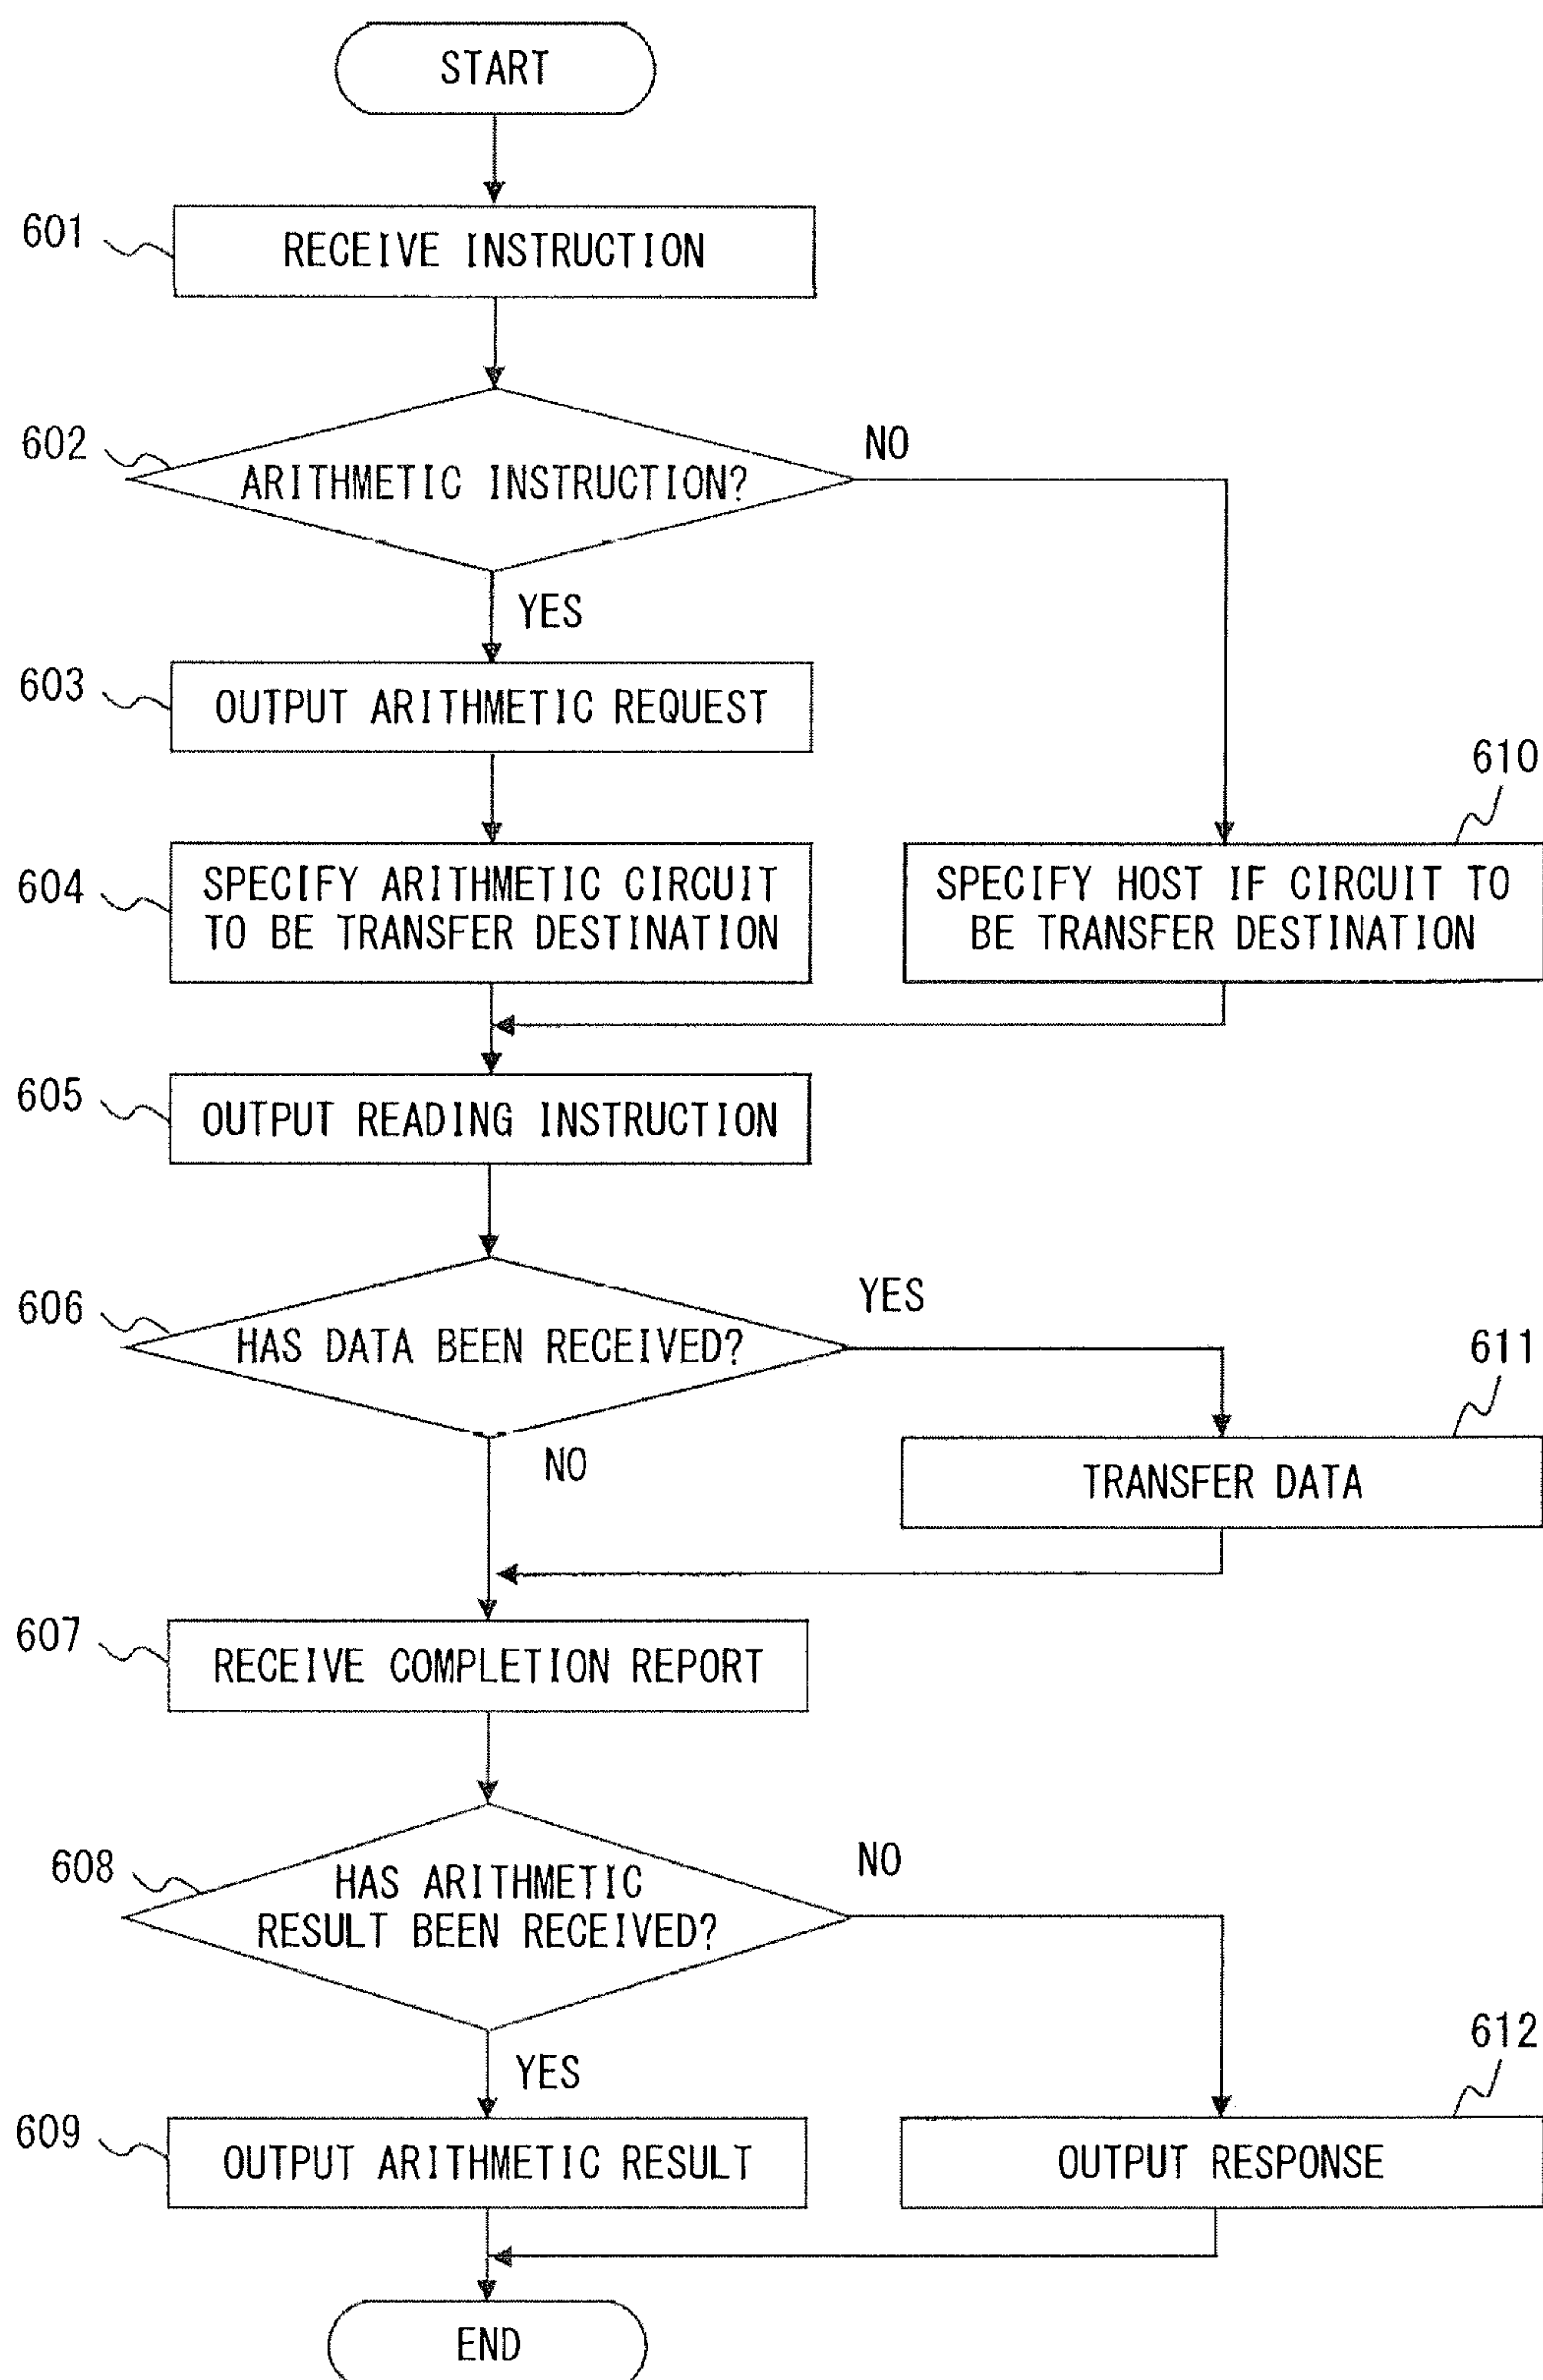 START
601
RECEIVE INSTRUCTION
602
ARITHMETIC INSTRUCTION?
NO
YES
603
OUTPUT ARITHMETIC REQUEST
604
SPECIFY ARITHMETIC CIRCUIT
TO BE TRANSFER DESTINATION
610
SPECIFY HOST IF CIRCUIT TO
BE TRANSFER DESTINATION
605
OUTPUT READING INSTRUCTION
606
HAS DATA BEEN RECEIVED?
YES
NO
611
TRANSFER DATA
607
RECEIVE COMPLETION REPORT
608
HAS ARITHMETIC
RESULT BEEN RECEIVED?
NO
YES
609
OUTPUT ARITHMETIC RESULT
612
OUTPUT RESPONSE
END